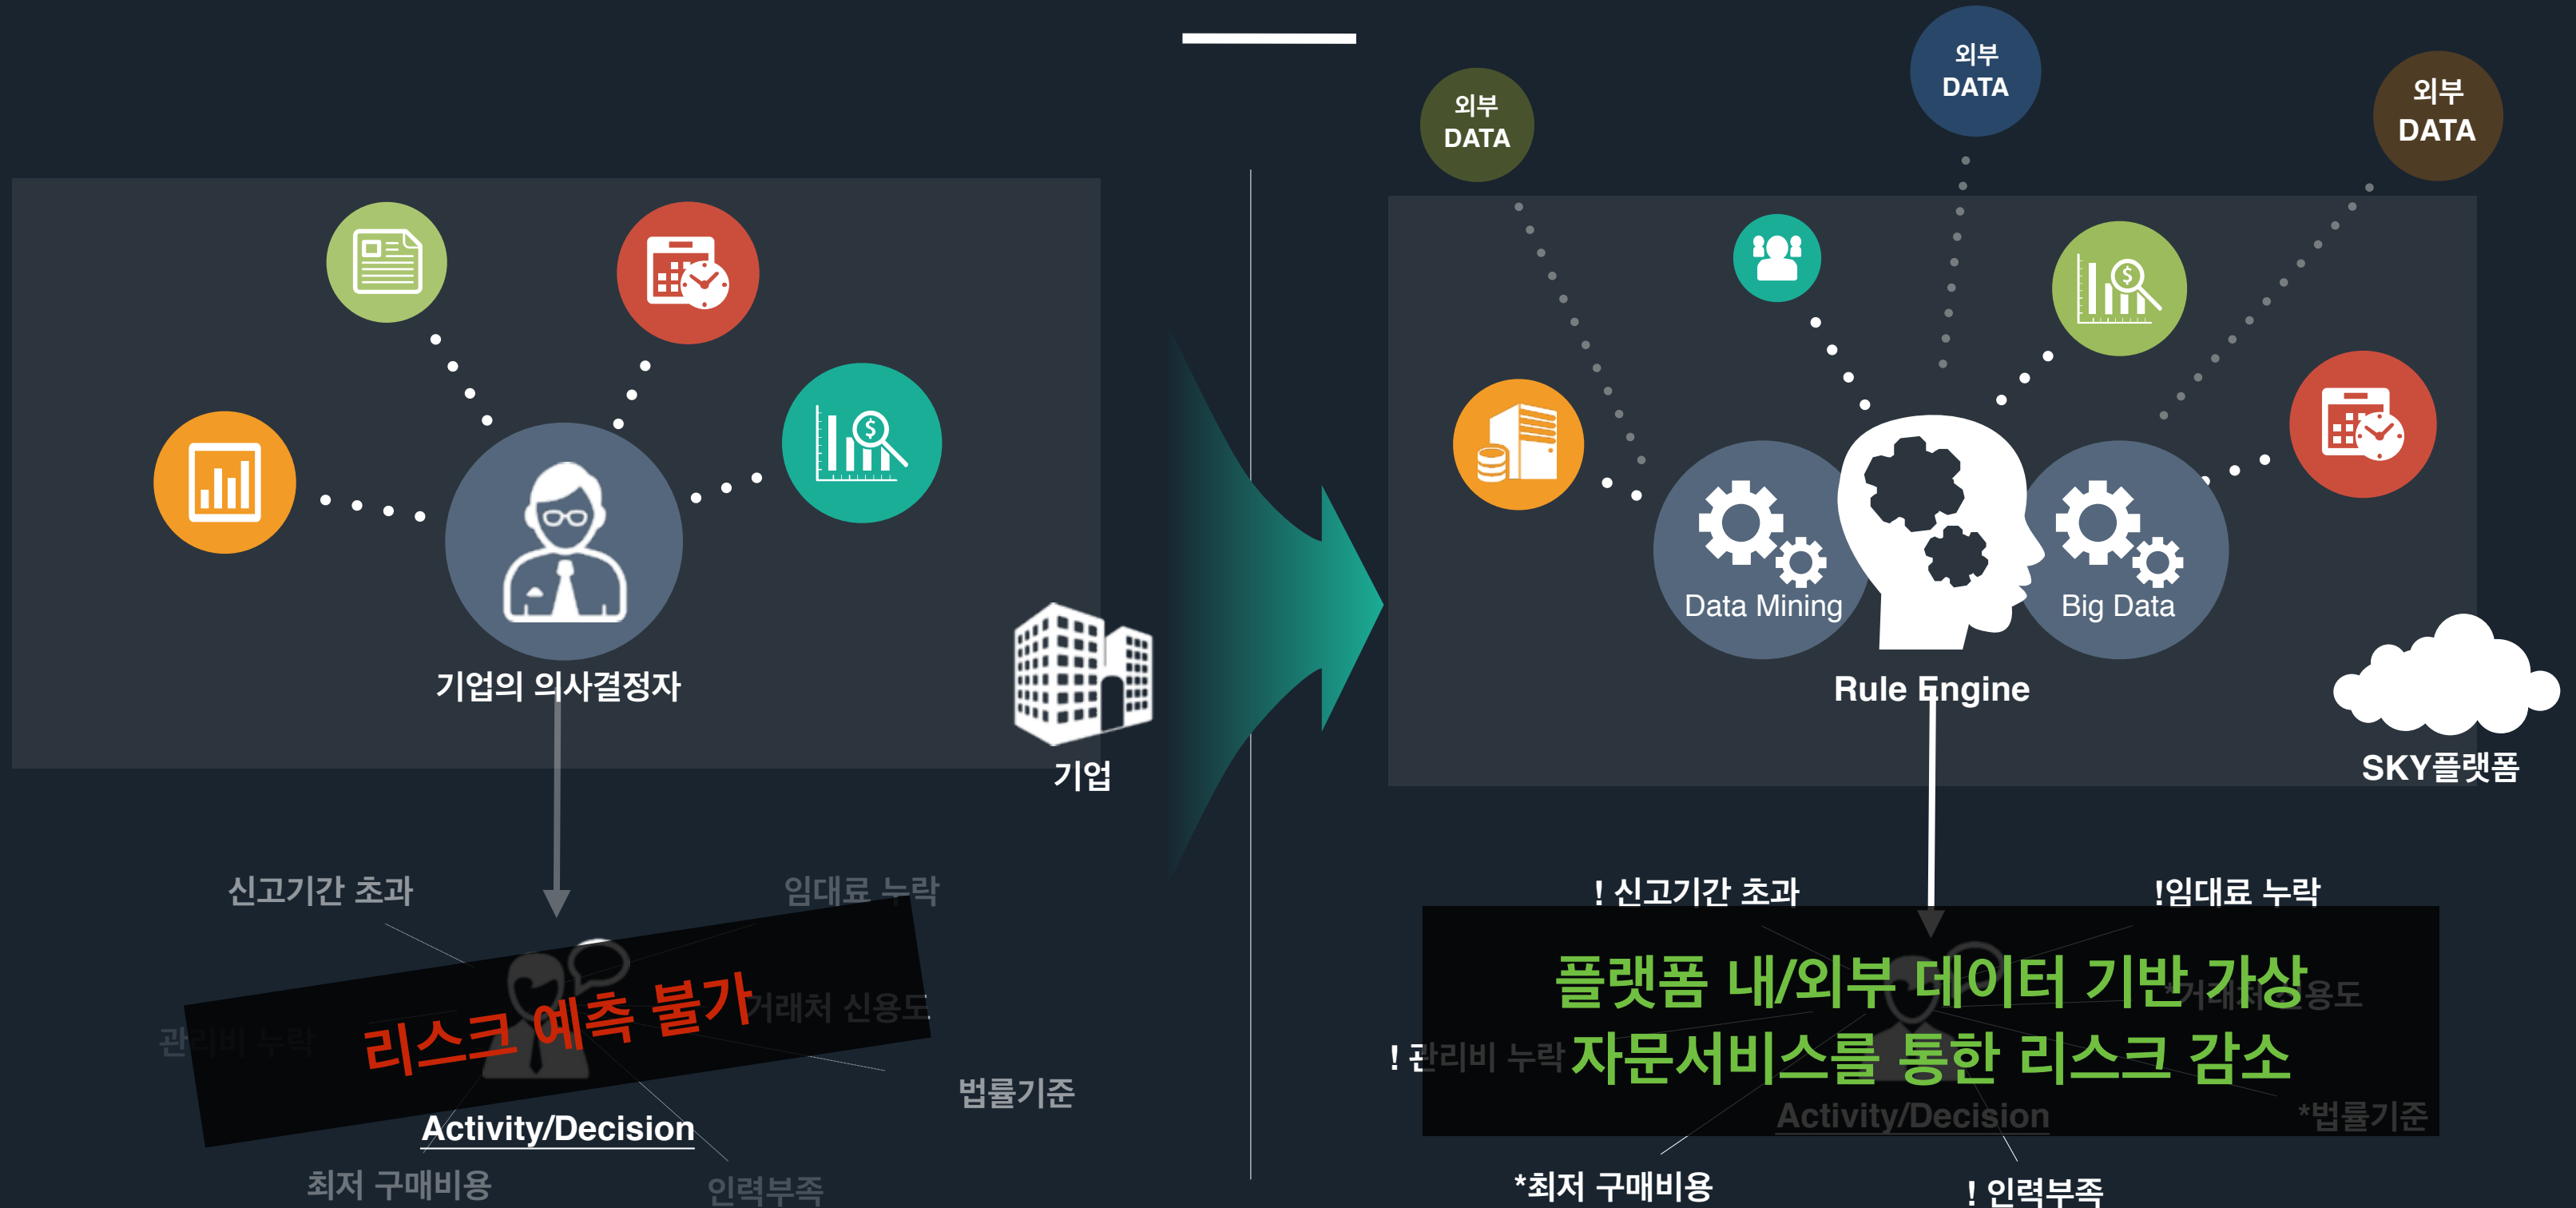 기업의 의사결정자
기업
신고기간 초과
임대료 누락
거래처 신용도
관리비 누락
리스크 예측 불가
법률기준
Activity/Decision
최저 구매비용
인력부족
외부
DATA
외부
DATA
외부
DATA
Data Mining
Big Data
Rule Engine
SKY플랫폼
! 신고기간 초과
!임대료 누락
플랫폼 내/외부 데이터 기반 가상
*거래처 신용도
! 관리비 누락
자문서비스를 통한 리스크 감소
Activity/Decision
*법률기준
*최저 구매비용
! 인력부족